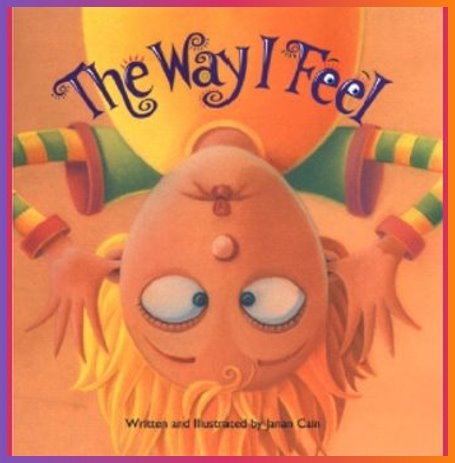 The Way I Feel
Written and Illustrated by Janan Cain